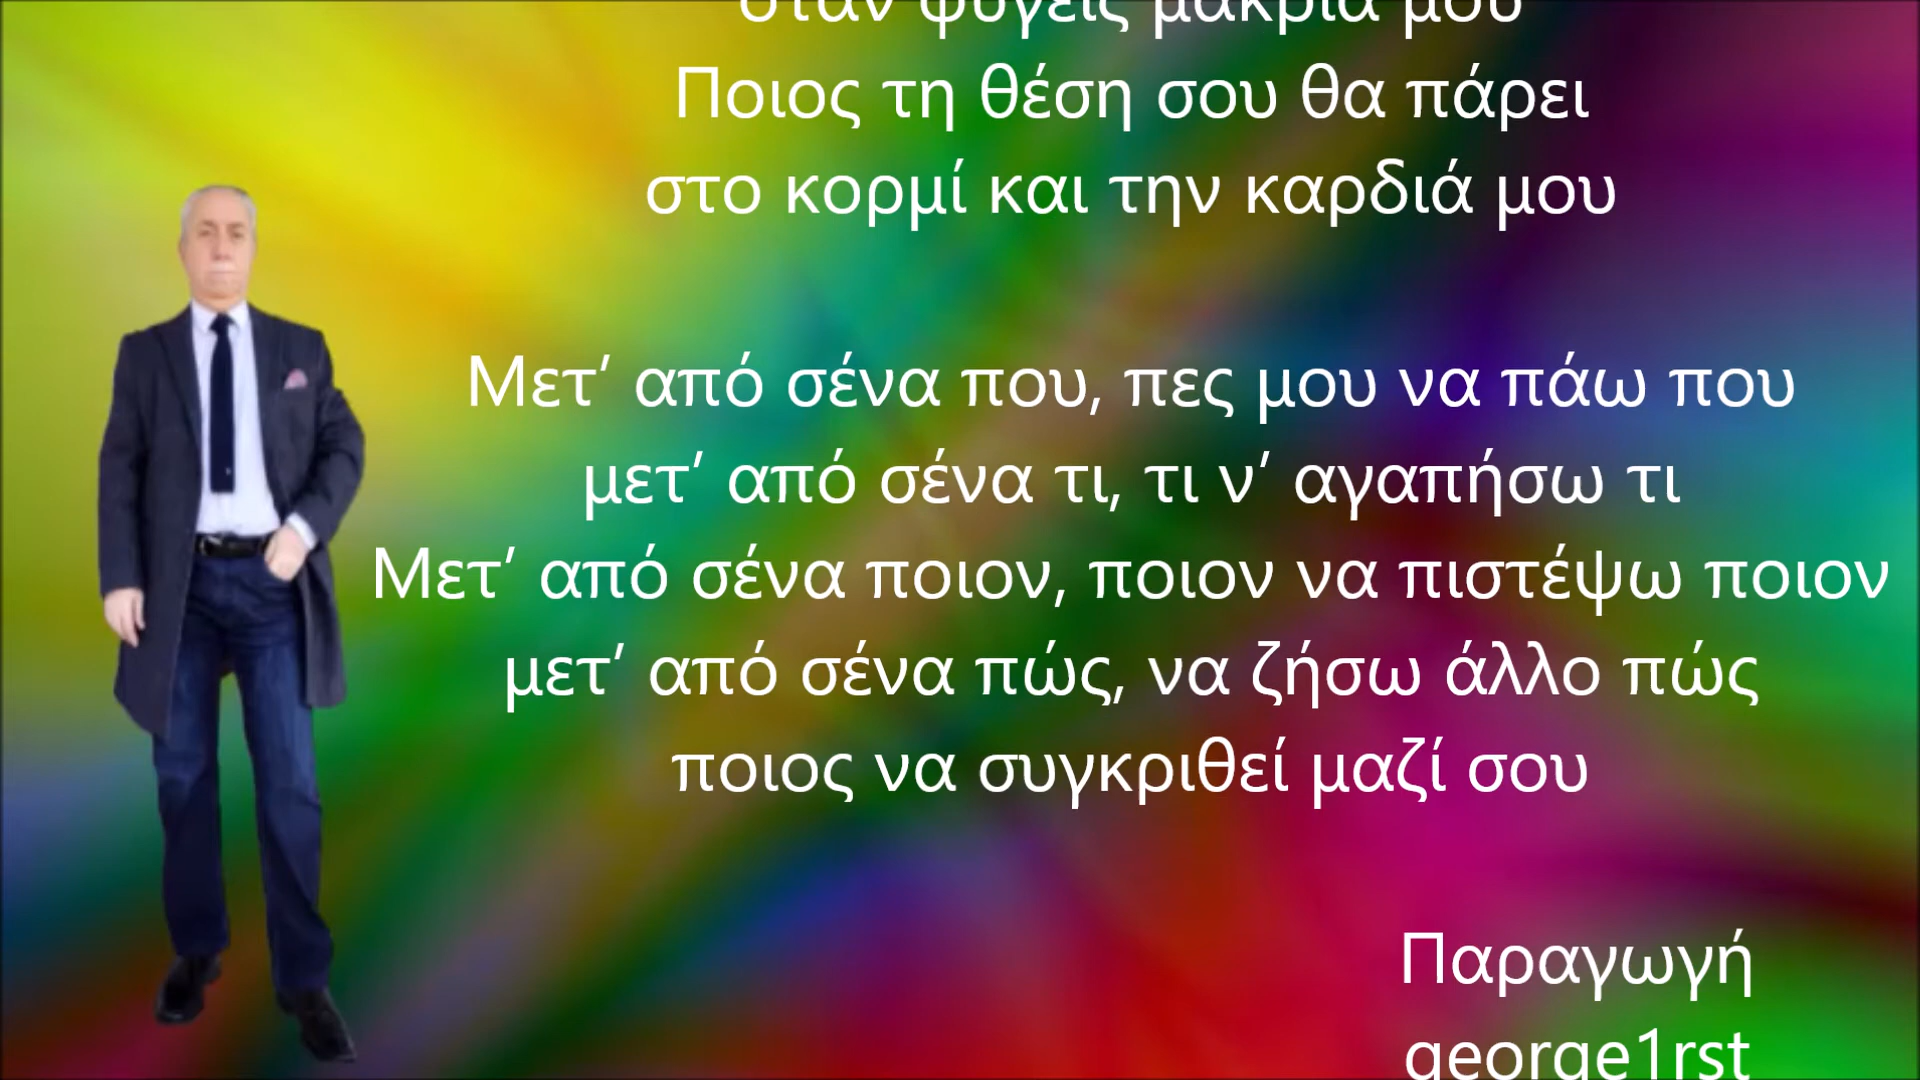 όταν φύγεις μακριά μου
Ποιος τη θέση σου θα πάρει
στο κορμί και την καρδιά μου
Μετ’ από σένα που, πες μου να πάω που
μετ’ από σένα τι, τι ν’ αγαπήσω τι
Μετ’ από σένα ποιον, ποιον να πιστέψω ποιον
μετ’ από σένα πώς, να ζήσω άλλο πώς
ποιος να συγκριθεί μαζί σου
Παραγωγή
george1rst